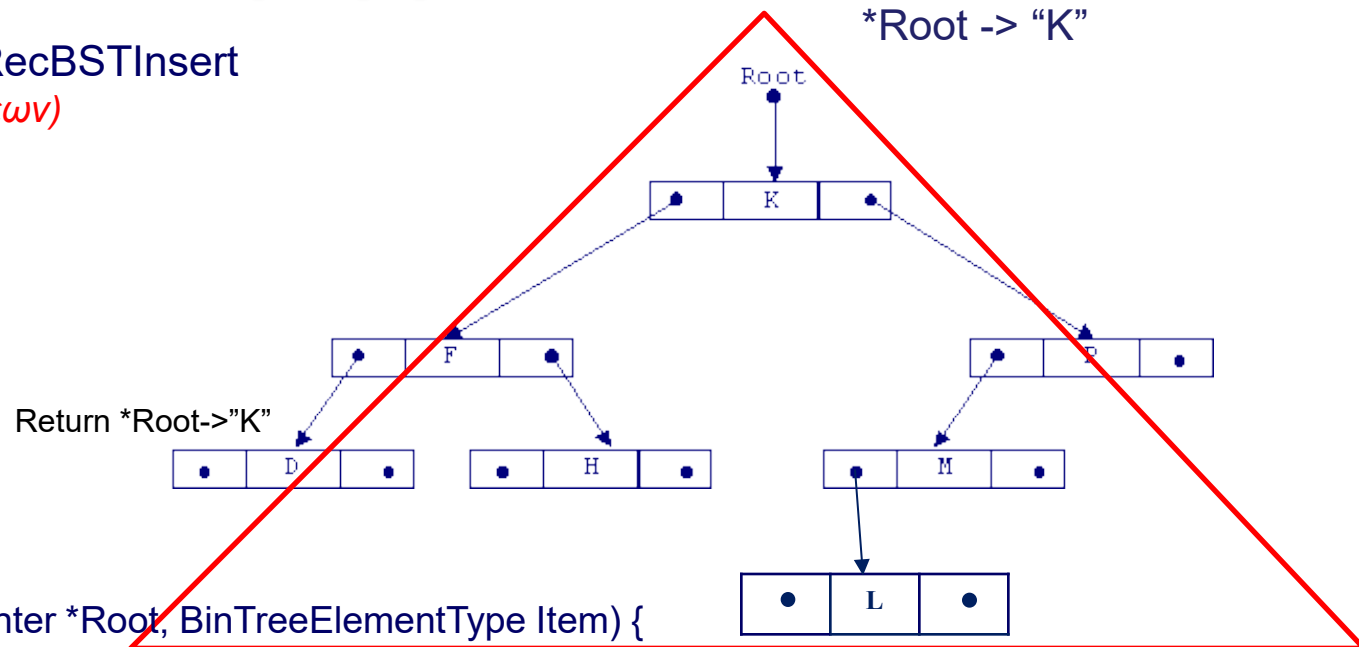 *Root -> “K”
RecBSTInsert
ων)
Root
K
F
P
Return *Root->”K”
D
H
M
L
nter *Root, BinTreeElementType Item) {